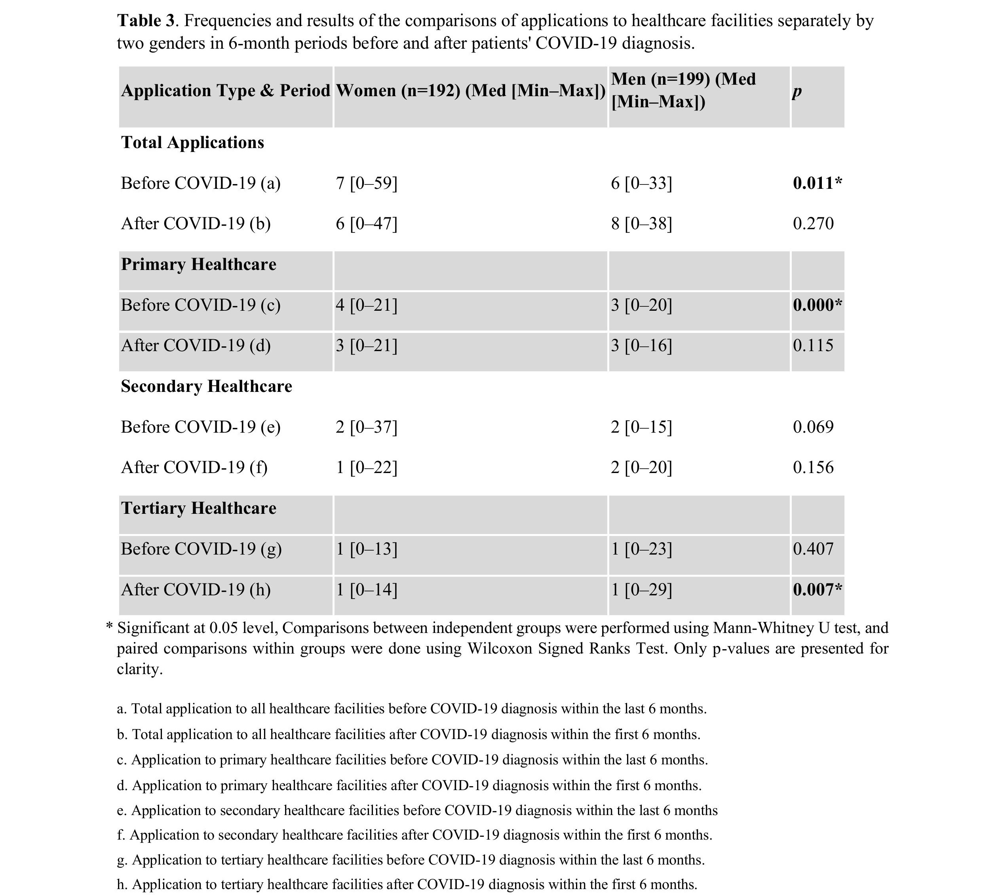 Table 3. Frequencies and results of the comparisons of applications to healthcare facilities separately by
two genders in 6-month periods before and after patients' COVID-19 diagnosis.
Application Type & Period Women (n=192) (Med [Min–Max]) Men (n=199) (Med [Min–Max]) p
Total Applications
Before COVID-19 (a) 7 [0–59] 6 [0–33] 0.011*
After COVID-19 (b) 6 [0–47] 8 [0–38] 0.270
Primary Healthcare
Before COVID-19 (c) 4 [0–21] 3 [0–20] 0.000*
After COVID-19 (d) 3 [0–21] 3 [0–16] 0.115
Secondary Healthcare
Before COVID-19 (e) 2 [0–37] 2 [0–15] 0.069
After COVID-19 (f) 1 [0–22] 2 [0–20] 0.156
Tertiary Healthcare
Before COVID-19 (g) 1 [0–13] 1 [0–23] 0.407
After COVID-19 (h) 1 [0–14] 1 [0–29] 0.007*
* Significant at 0.05 level, Comparisons between independent groups were performed using Mann-Whitney U test, and
paired comparisons within groups were done using Wilcoxon Signed Ranks Test. Only p-values are presented for
clarity.
a. Total application to all healthcare facilities before COVID-19 diagnosis within the last 6 months.
b. Total application to all healthcare facilities after COVID-19 diagnosis within the first 6 months.
c. Application to primary healthcare facilities before COVID-19 diagnosis within the last 6 months.
d. Application to primary healthcare facilities after COVID-19 diagnosis within the first 6 months.
e. Application to secondary healthcare facilities before COVID-19 diagnosis within the last 6 months
f. Application to secondary healthcare facilities after COVID-19 diagnosis within the first 6 months.
g. Application to tertiary healthcare facilities before COVID-19 diagnosis within the last 6 months.
h. Application to tertiary healthcare facilities after COVID-19 diagnosis within the first 6 months.